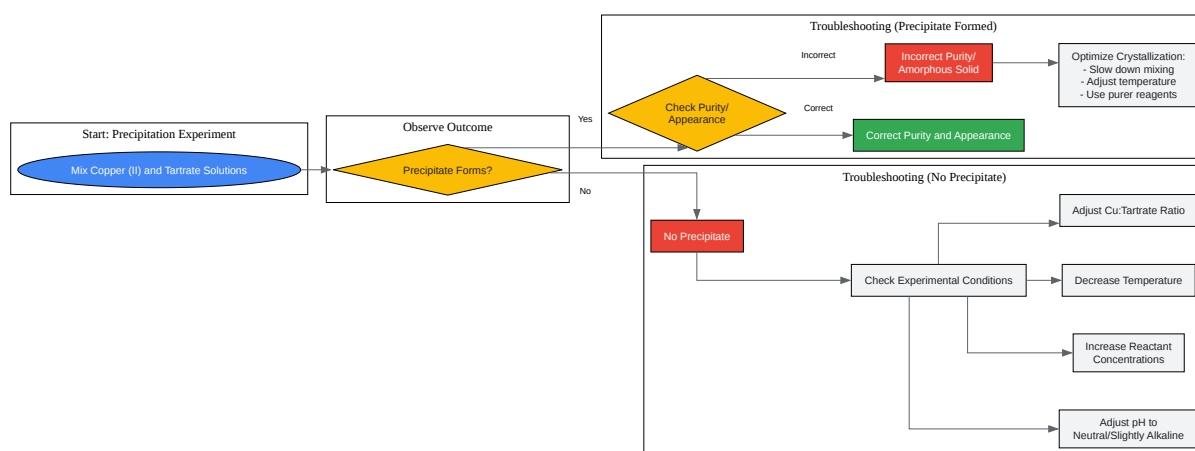 Troubleshooting (Precipitate Formed)
Incorrect
Incorrect Purity/
Amorphous Solid
Optimize Crystallization:
- Slow down mixing
- Adjust temperature
- Use purer reagents
Check Purity/
Appearance
Correct
Correct Purity and Appearance
Yes
Start: Precipitation Experiment
Mix Copper (II) and Tartrate Solutions
Observe Outcome
Precipitate Forms?
No
Troubleshooting (No Precipitate)
No Precipitate
Check Experimental Conditions
Adjust Cu:Tartrate Ratio
Decrease Temperature
Increase Reactant
Concentrations
Adjust pH to
Neutral/Slightly Alkaline